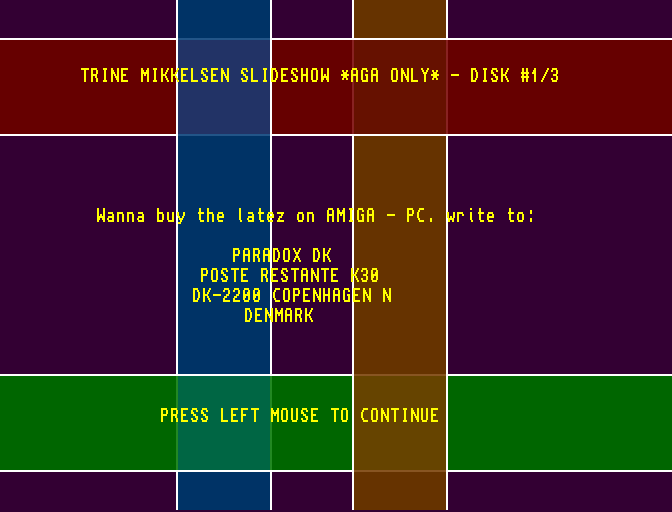 TRINE MIKKELSEN SLIDESHOW *AGA ONLY* - DISK #1/3
Wanna buy the latez on AMIGA - PC. write to:
PARADOX DK
POSTE RESTANTE K30
DK-2200 COPENHAGEN N
DENMARK
PRESS LEFT MOUSE TO CONTINUE